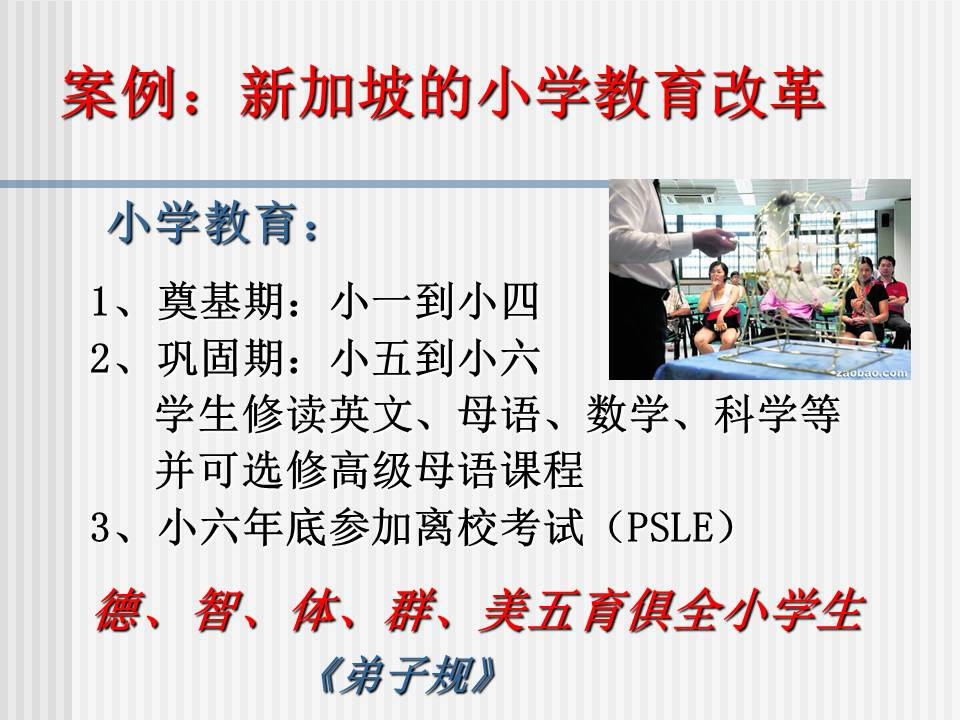 案例：新加坡的小学教育改革
小学教育：
1、奠基期：小一到小四
2、巩固期：小五到小六
学生修读英文、母语、数学、科学等
并可选修高级母语课程
3、小六年底参加离校考试（PSLE）
德、智、体、群、美五育俱全小学生
《弟子规》
zaobao.com